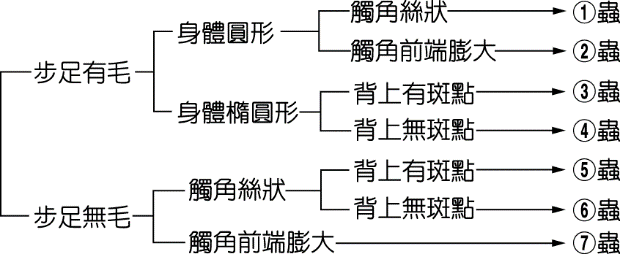 步足有毛
身體圓形
觸角絲狀
①蟲
觸角前端膨大
②蟲
身體橢圓形
背上有斑點
③蟲
背上無斑點
④蟲
步足無毛
觸角絲狀
背上有斑點
⑤蟲
背上無斑點
⑥蟲
觸角前端膨大
⑦蟲